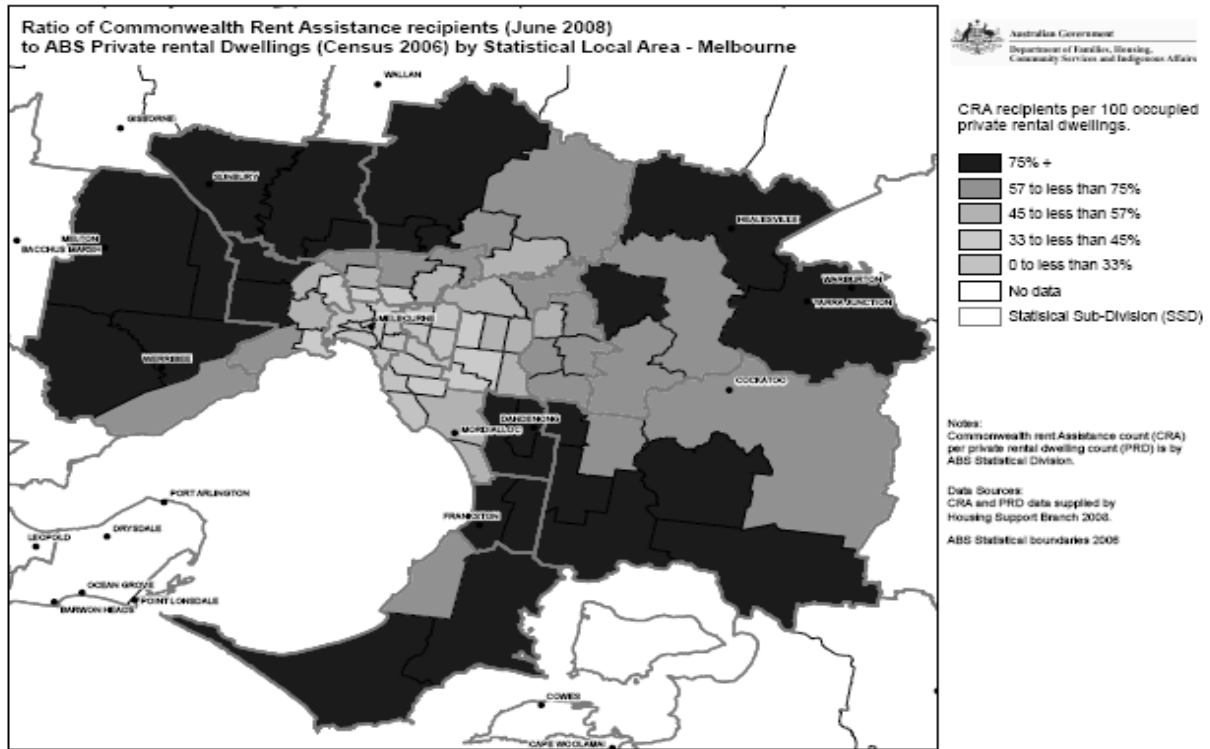 Ratio of Commonwealth Rent Assistance recipients (June 2008)
to ABS Private rental Dwellings (Census 2006) by Statistical Local Area - Melbourne
WALLAN
GISBORNE
SUNBURY
HEALESVILLE
MELTON
BACCHUS MARSH
WARBURTON
YARRA JUNCTION
MELBOURNE
WERRIBEE
COCKATOO
DANDENONG
MORDIALLOC
PORT ARLINGTON
FRANKSTON
DRYSDALE
LEOPOLD
OCEAN GROVE
POINT LONSDALE
BARWON HEADS
COWES
CAPE WOOLAMAI
Australian Government
Department of Families, Housing,
Community Services and Indigenous Affairs
CRA recipients per 100 occupied
private rental dwellings.
75% +
57 to less than 75%
45 to less than 57%
33 to less than 45%
0 to less than 33%
No data
Statisical Sub-Division (SSD)
Notes:
Commonwealth rent Assistance count (CRA)
per private rental dwelling count (PRD) is by
ABS Statistical Division.
Data Sources:
CRA and PRD data supplied by
Housing Support Branch 2008.
ABS Statistical boundaries 2006